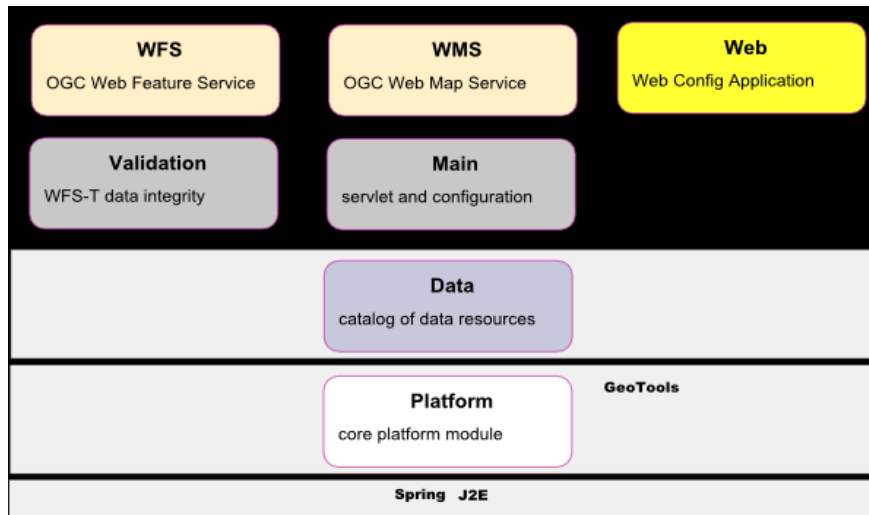 WFS
OGC Web Feature Service
WMS
OGC Web Map Service
Web
Web Config Application
Validation
WFS-T data integrity
Main
servlet and configuration
Data
catalog of data resources
Platform
core platform module
GeoTools
Spring J2E